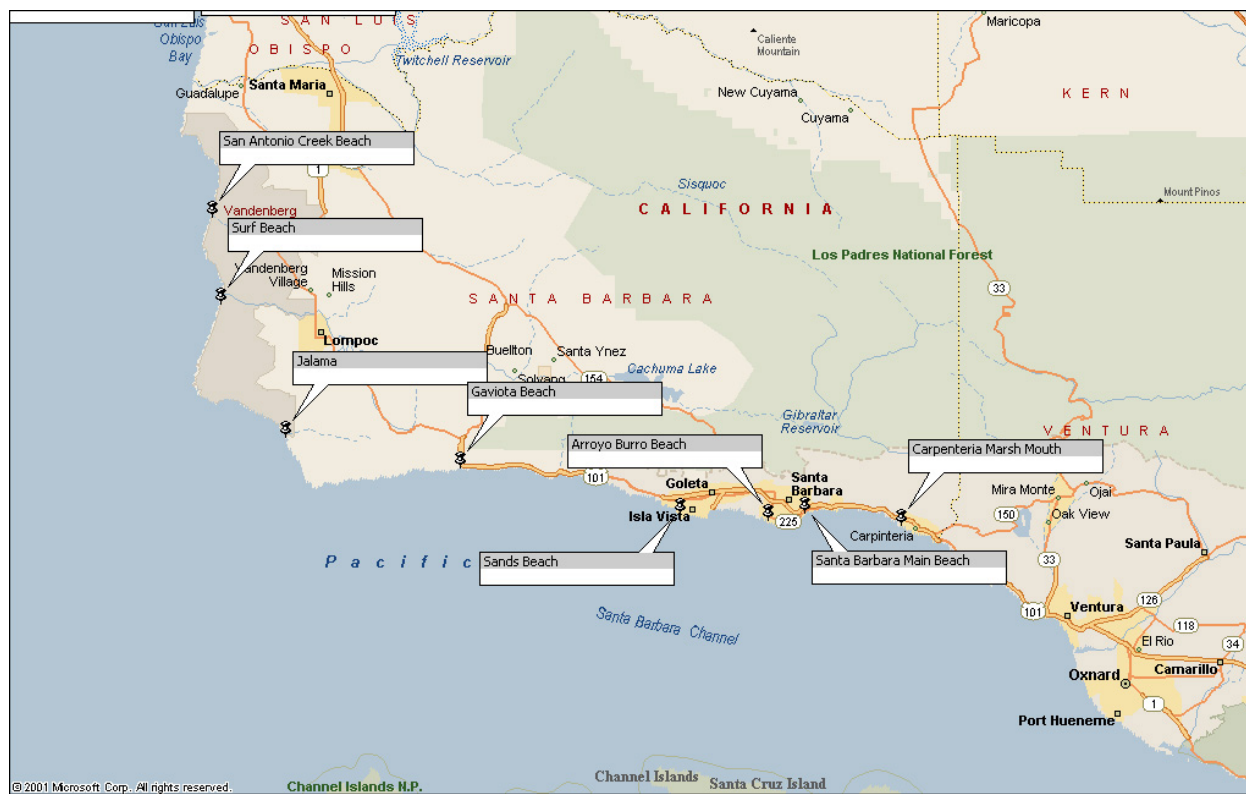 SAN LUIS
San Luis
Obispo
Bay
OBISPO
Twitchell Reservoir
Caliente
Mountain
Maricopa
Santa Maria
Guadalupe
New Cuyama
Cuyama
KERN
San Antonio Creek Beach
1
Sisquoc
Mount Pinos
Vandenberg
CALIFORNIA
Surf Beach
Los Padres National Forest
Vandenberg
Village
Mission
Hills
33
SANTA BARBARA
Lompoc
Buellton
Santa Ynez
Jalama
Solvang
154
Cachuma Lake
Gaviota Beach
Gibraltar
Reservoir
VENTURA
Arroyo Burro Beach
Carpenteria Marsh Mouth
101
Goleta
Santa
Barbara
Mira Monte
Ojai
Isla Vista
225
150
Oak View
Carpinteria
Santa Paula
Pacific
Sands Beach
Santa Barbara Main Beach
33
126
101
Ventura
118
Santa Barbara Channel
El Rio
34
Camarillo
Oxnard
1
Port Hueneme
Channel Islands
Santa Cruz Island
Channel Islands N.P.
© 2001 Microsoft Corp. All rights reserved.